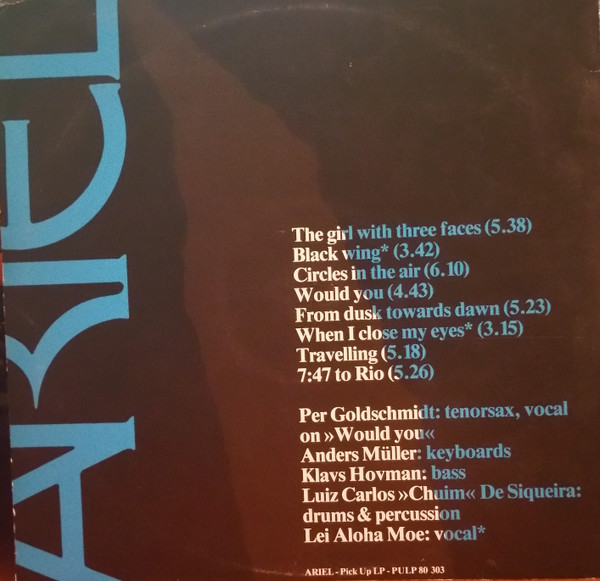 ARIEL
The girl with three faces (5.38)
Black wing* (3.42)
Circles in the air (6.10)
Would you (4.43)
From dusk towards dawn (5.23)
When I close my eyes* (3.15)
Travelling (5.18)
7:47 to Rio (5.26)
Per Goldschmidt: tenorsax, vocal
on »Would you«
Anders Müller: keyboards
Klavs Hovman: bass
Luiz Carlos »Chuim« De Siqueira:
drums & percussion
Lei Aloha Moe: vocal*
ARIEL - Pick Up LP - PULP 80 303